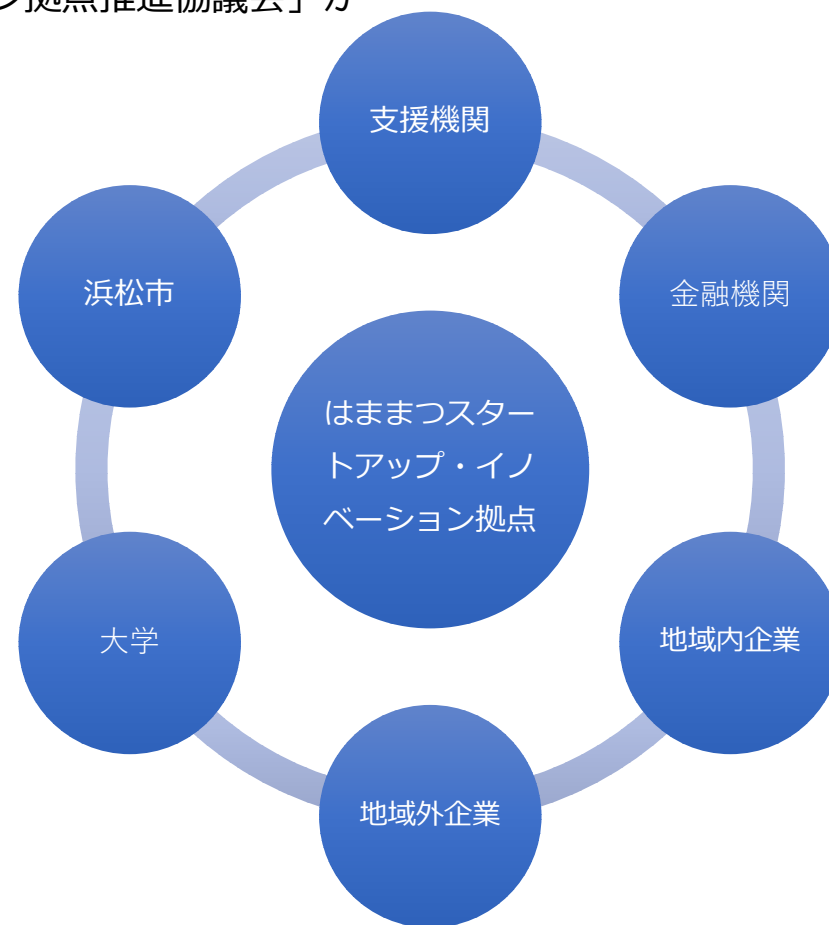 拠点推進協議会」が
支援機関
浜松市
金融機関
はままつスター
トアップ・イノ
ベーション拠点
大学
地域内企業
地域外企業